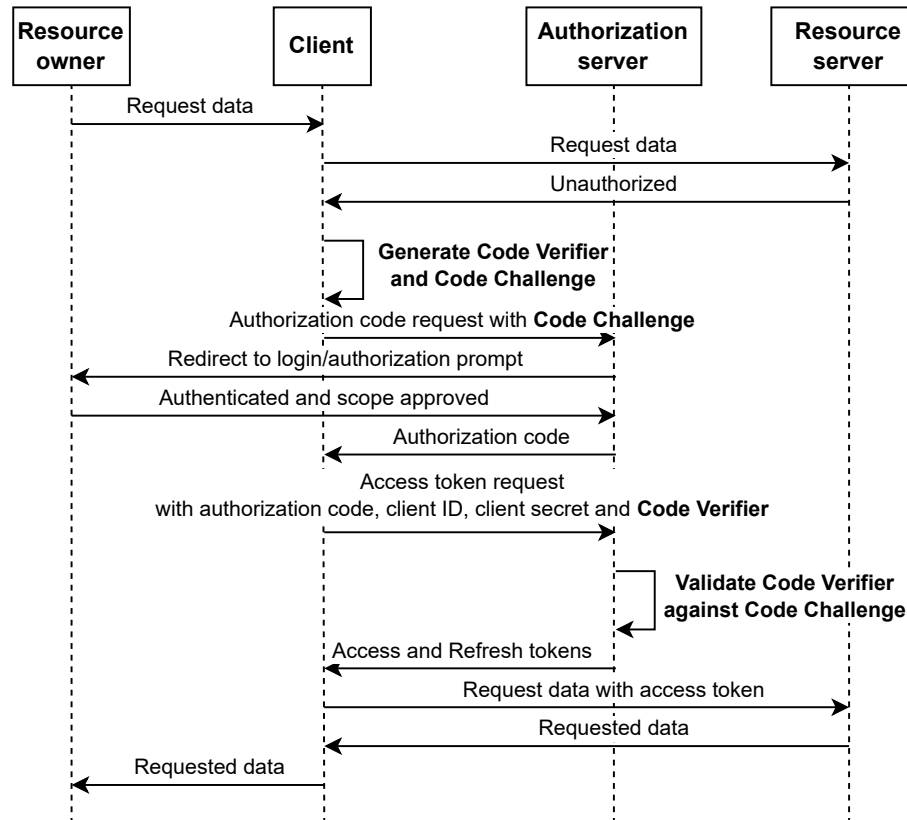 Resource
owner
Client
Authorization
server
Resource
server
Request data
Request data
Unauthorized
Generate Code Verifier
and Code Challenge
Authorization code request with Code Challenge
Redirect to login/authorization prompt
Authenticated and scope approved
Authorization code
Access token request
with authorization code, client ID, client secret and Code Verifier
Validate Code Verifier
against Code Challenge
Access and Refresh tokens
Request data with access token
Requested data
Requested data